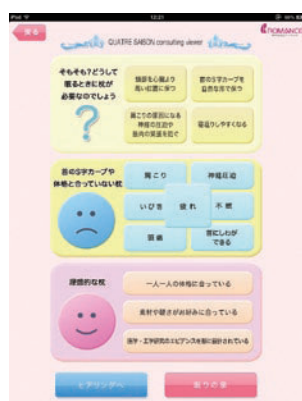 12:21
戻る
QUATRE SAISON consulting viewer
ROMANCE
そもそも?どうして
眠るときに枕が
必要なのでしょう
?
頭部を心臓より
高い位置に保つ
首のS字カーブを
自然な形で保つ
肩こりの原因になる
神経の圧迫や
筋肉の緊張を防ぐ
寝返りしやすくなる
首のS字カーブや
体格と合っていない枕
肩こり
神経圧迫
いびき
疲れ
不眠
頭痛
首にしわが
できる
理想的な枕
一人一人の体格に合っている
素材や硬さがお好みに合っている
医学・工学研究のエビデンスを基に設計されている
ヒアリングへ
眠りの象